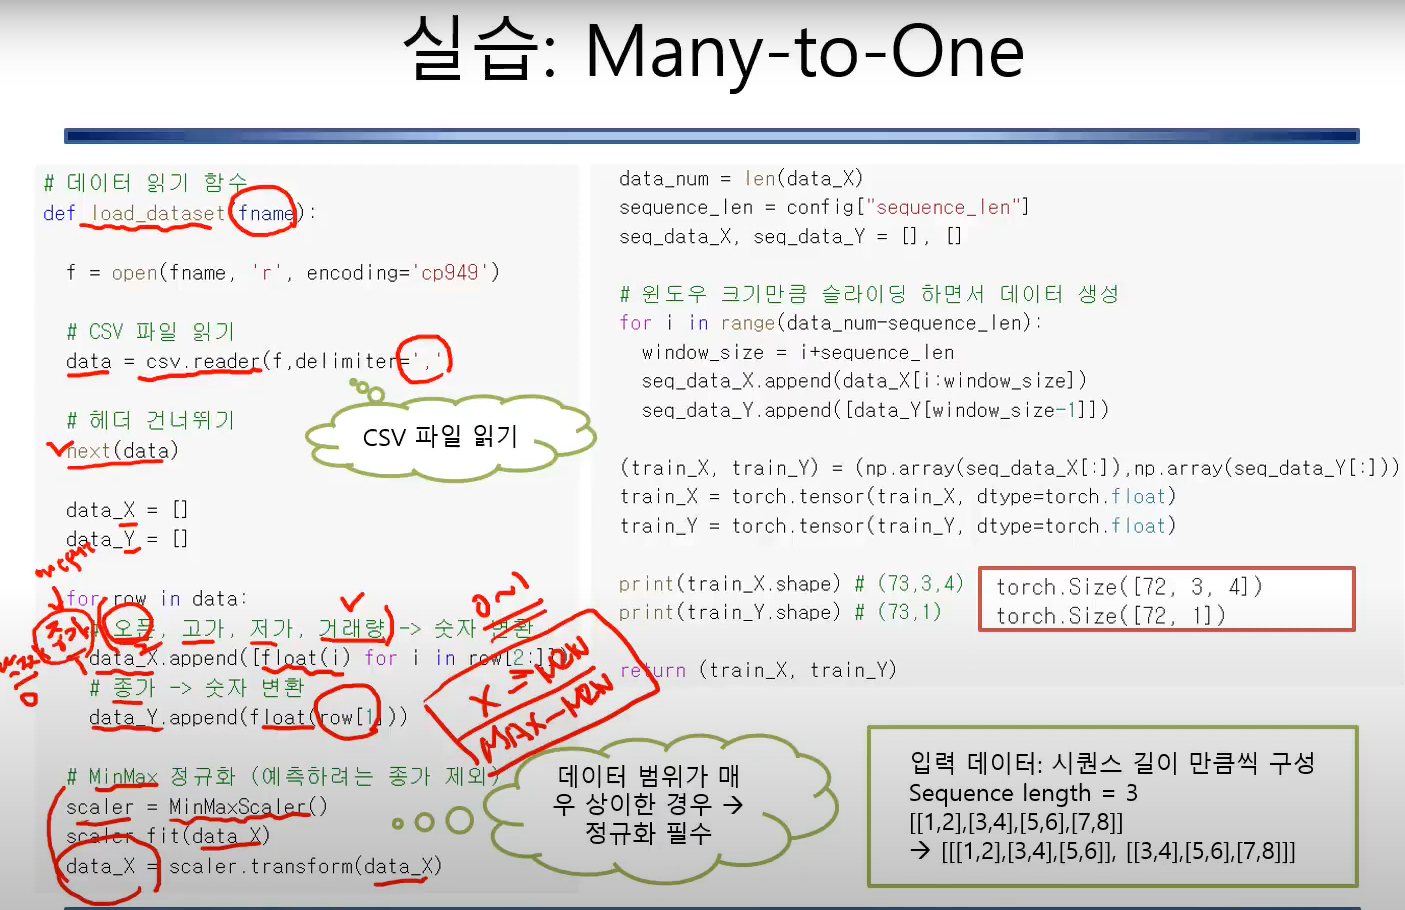 실습: Many-to-One
# 데이터 읽기 함수
def load_dataset(fname):
f = open(fname, 'r', encoding='cp949')
# CSV 파일 읽기
data = csv.reader(f,delimiter=',')
# 헤더 건너뛰기
next(data)
data_X = []
data_Y = []
for row in data:
# 오픈, 고가, 저가, 거래량 -> 숫자 변환
data_X.append([float(i) for i in row[2:]])
# 종가 -> 숫자 변환
data_Y.append(float(row[1]))
# MinMax 정규화 (예측하려는 종가 제외)
scaler = MinMaxScaler()
scaler.fit(data_X)
data_X = scaler.transform(data_X)
CSV 파일 읽기
종가
0~1
X - MIN
MAX-MIN
데이터 범위가 매
우 상이한 경우 →
정규화 필수
data_num = len(data_X)
sequence_len = config["sequence_len"]
seq_data_X, seq_data_Y = [], []
# 윈도우 크기만큼 슬라이딩 하면서 데이터 생성
for i in range(data_num-sequence_len):
window_size = i+sequence_len
seq_data_X.append(data_X[i:window_size])
seq_data_Y.append([data_Y[window_size-1]])
(train_X, train_Y) = (np.array(seq_data_X[:]),np.array(seq_data_Y[:]))
train_X = torch.tensor(train_X, dtype=torch.float)
train_Y = torch.tensor(train_Y, dtype=torch.float)
print(train_X.shape) # (73,3,4)
print(train_Y.shape) # (73,1)
torch.Size([72, 3, 4])
torch.Size([72, 1])
return (train_X, train_Y)
입력 데이터: 시퀀스 길이 만큼씩 구성
Sequence length = 3
[[1,2],[3,4],[5,6],[7,8]]
→ [[[1,2],[3,4],[5,6]], [[3,4],[5,6],[7,8]]]